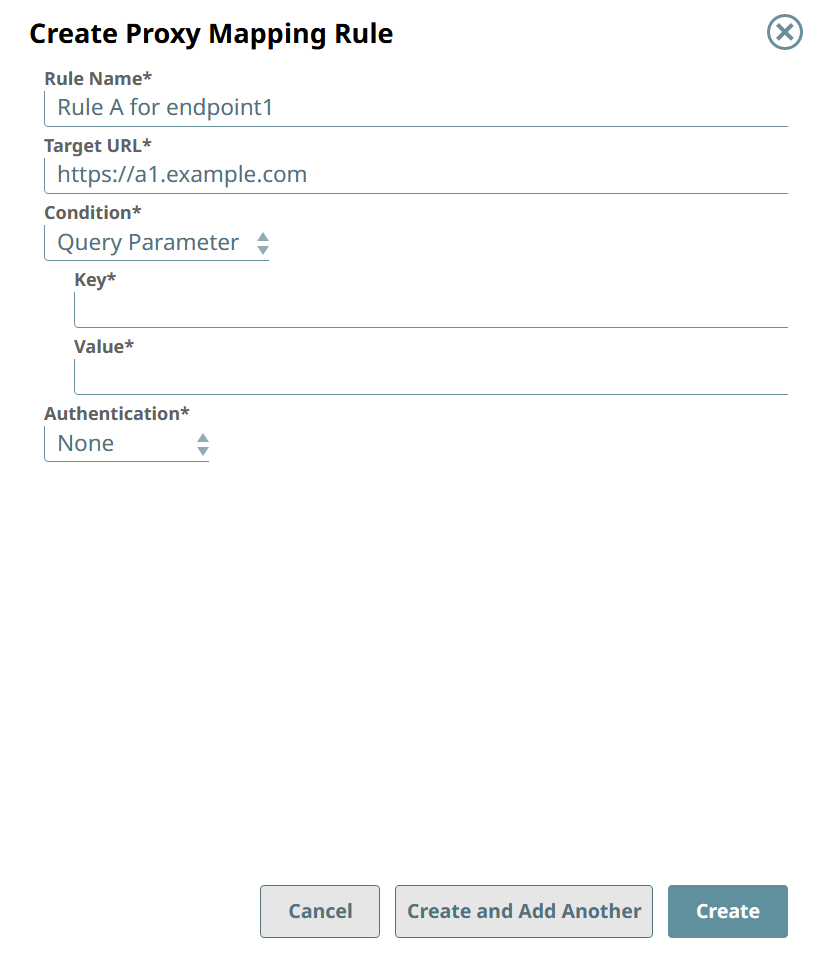 Create Proxy Mapping Rule
Rule Name*
Rule A for endpoint1
Target URL*
https://a1.example.com
Condition*
Query Parameter
Key*
Value*
Authentication*
None
Cancel
Create and Add Another
Create